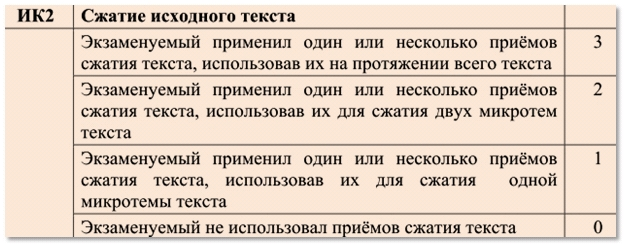 ИК2 Сжатие исходного текста
Экзаменуемый применил один или несколько приёмов 3
сжатия текста, использовав их на протяжении всего текста
Экзаменуемый применил один или несколько приёмов 2
сжатия текста, использовав их для сжатия двух микротем
текста
Экзаменуемый применил один или несколько приёмов 1
сжатия текста, использовав их для сжатия одной
микротемы текста
Экзаменуемый не использовал приёмов сжатия текста 0